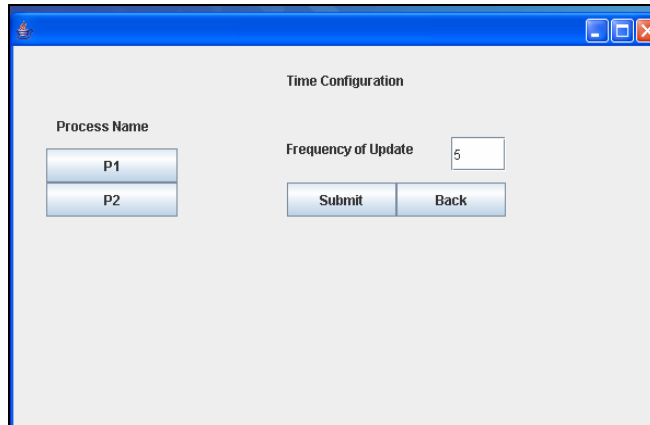 Time Configuration
Process Name
P1
P2
Frequency of Update 5
Submit Back